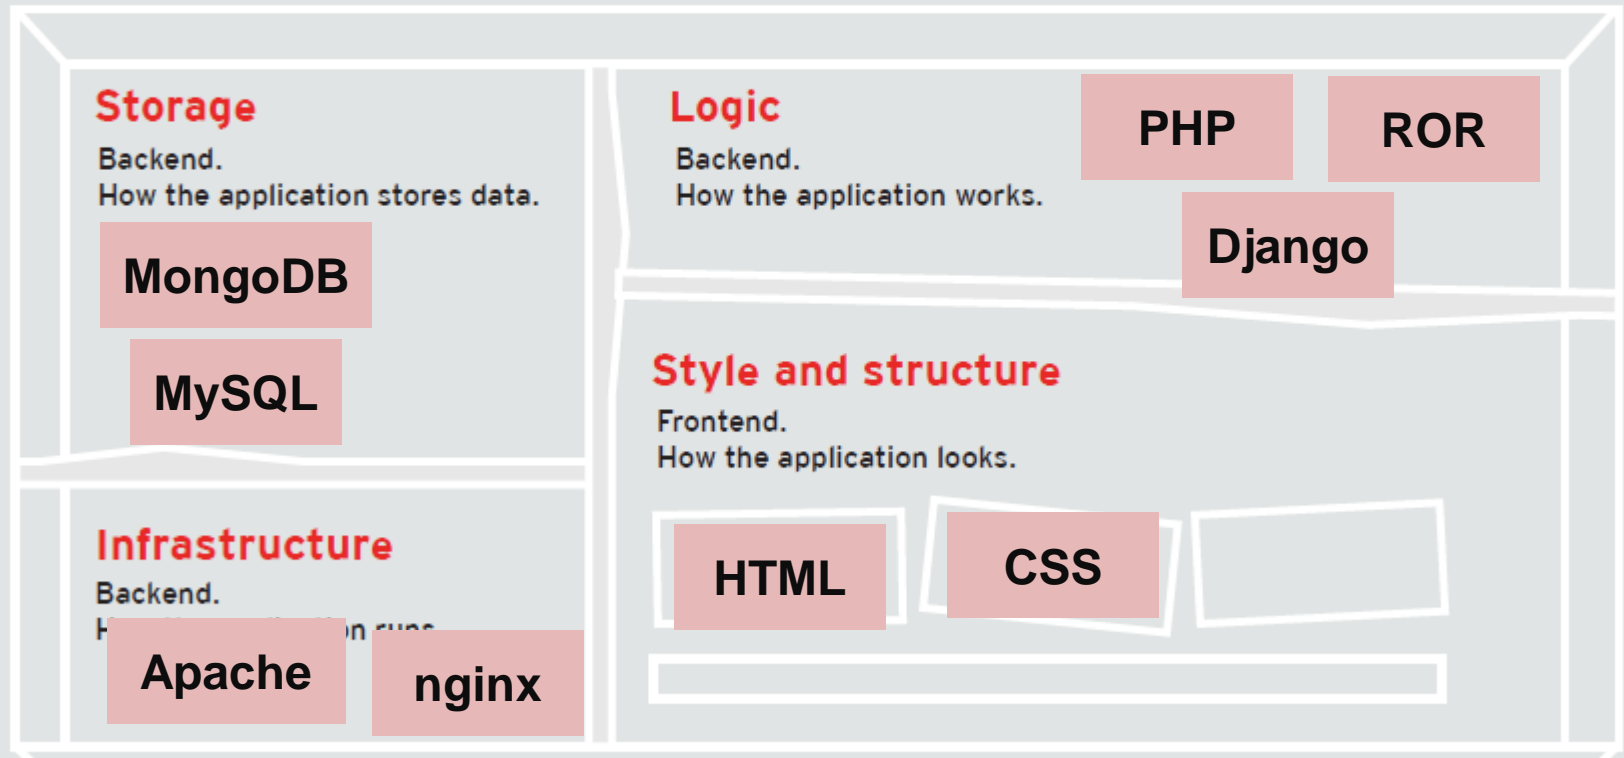 Storage
Backend.
How the application stores data.
MongoDB
MySQL
Logic
Backend.
How the application works.
PHP
ROR
Django
Style and structure
Frontend.
How the application looks.
HTML
CSS
Infrastructure
Backend.
runs
Apache
nginx